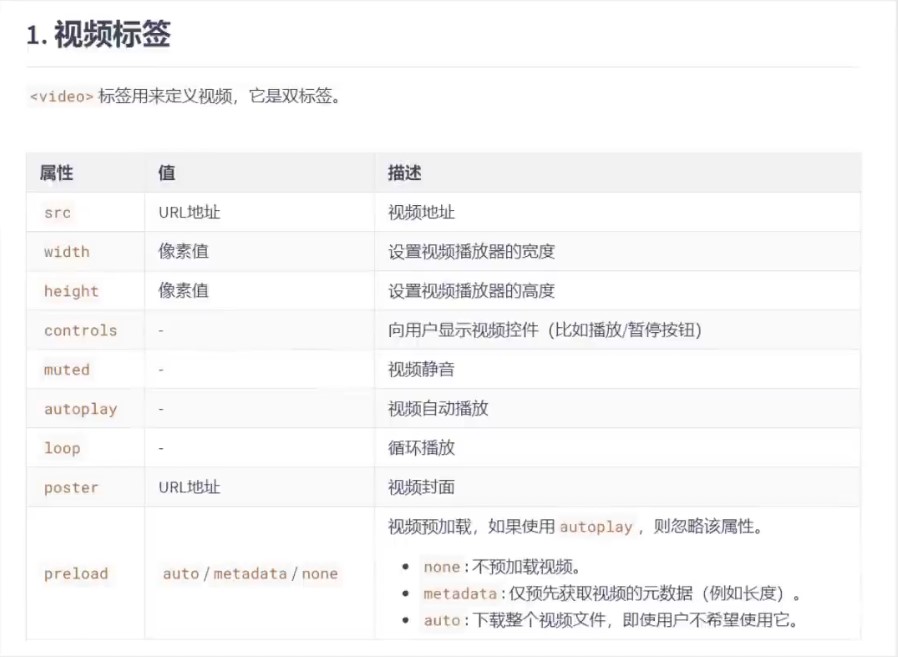 1. 视频标签
<video> 标签用来定义视频，它是双标签。
属性 值 描述
src URL地址 视频地址
width 像素值 设置视频播放器的宽度
height 像素值 设置视频播放器的高度
controls - 向用户显示视频控件（比如播放/暂停按钮）
muted - 视频静音
autoplay - 视频自动播放
loop - 循环播放
poster URL地址 视频封面
视频预加载，如果使用 autoplay ，则忽略该属性。
preload auto / metadata / none
• none : 不预加载视频。
• metadata : 仅预先获取视频的元数据（例如长度）。
• auto : 下载整个视频文件，即使用户不希望使用它。